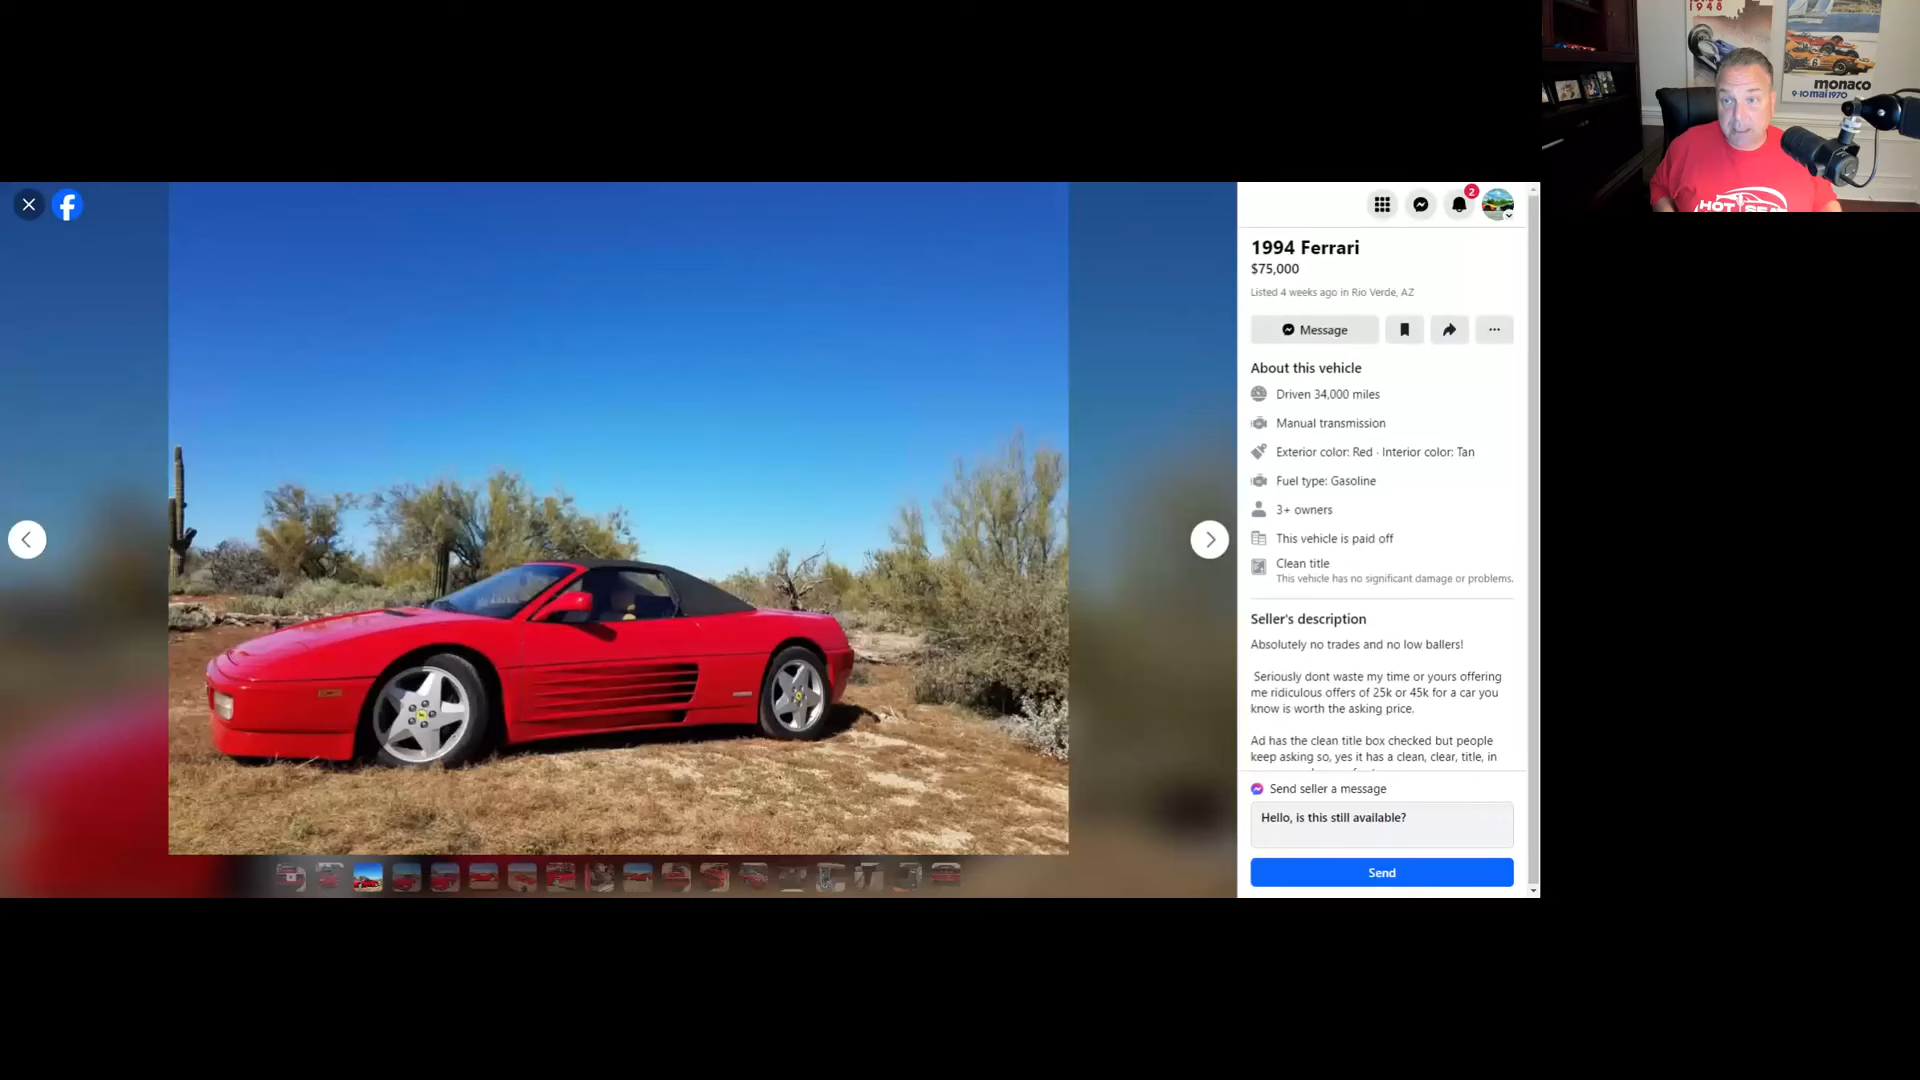 1948
monaco
9-10 mai 1970
6
HOT SEA
2
1994 Ferrari
$75,000
Listed 4 weeks ago in Rio Verde, AZ
Message
About this vehicle
Driven 34,000 miles
Manual transmission
Exterior color: Red · Interior color: Tan
Fuel type: Gasoline
3+ owners
This vehicle is paid off
Clean title
This vehicle has no significant damage or problems.
Seller's description
Absolutely no trades and no low ballers!
Seriously dont waste my time or yours offering
me ridiculous offers of 25k or 45k for a car you
know is worth the asking price.
Ad has the clean title box checked but people
keep asking so, yes it has a clean, clear, title, in
Send seller a message
Hello, is this still available?
Send